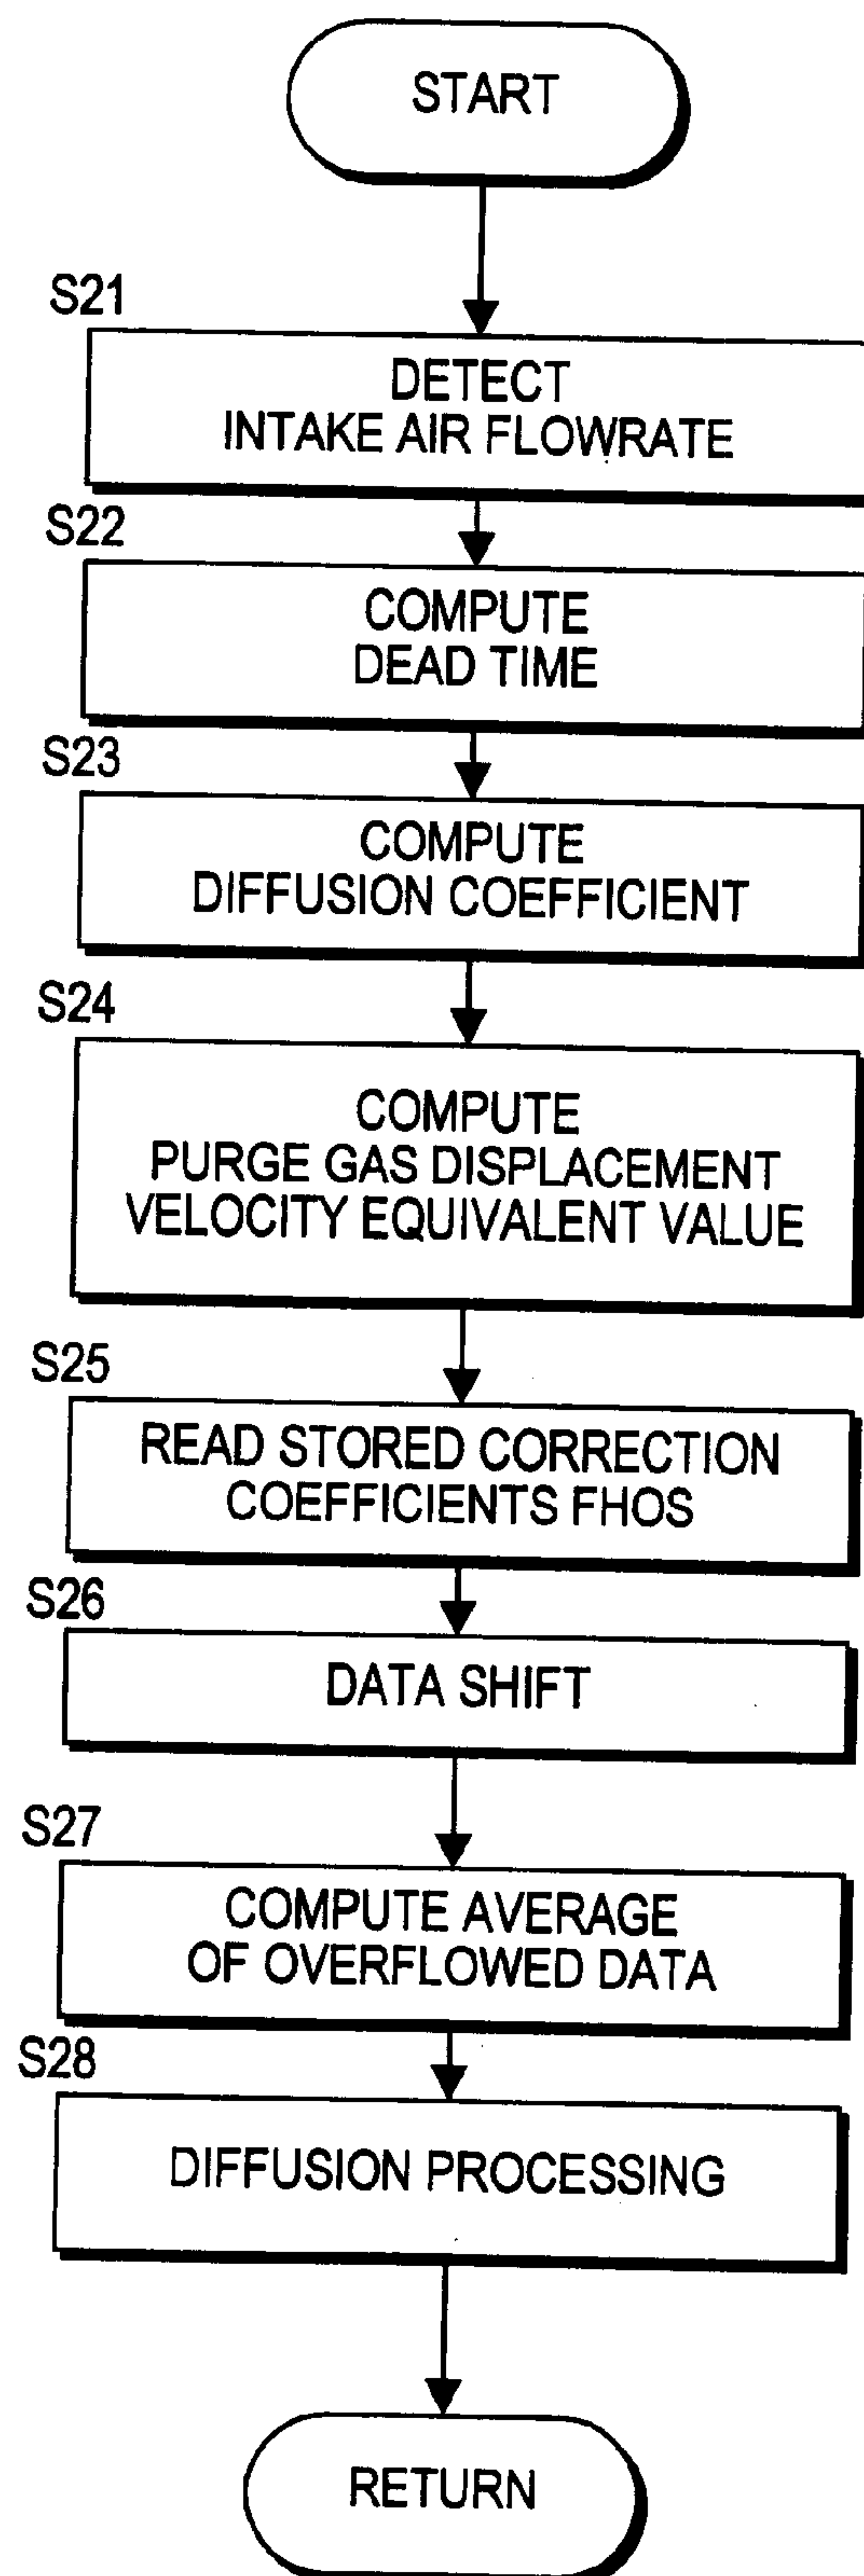 START
S21
DETECT
INTAKE AIR FLOWRATE
S22
COMPUTE
DEAD TIME
S23
COMPUTE
DIFFUSION COEFFICIENT
S24
COMPUTE
PURGE GAS DISPLACEMENT
VELOCITY EQUIVALENT VALUE
S25
READ STORED CORRECTION
COEFFICIENTS FHOS
S26
DATA SHIFT
S27
COMPUTE AVERAGE
OF OVERFLOWED DATA
S28
DIFFUSION PROCESSING
RETURN